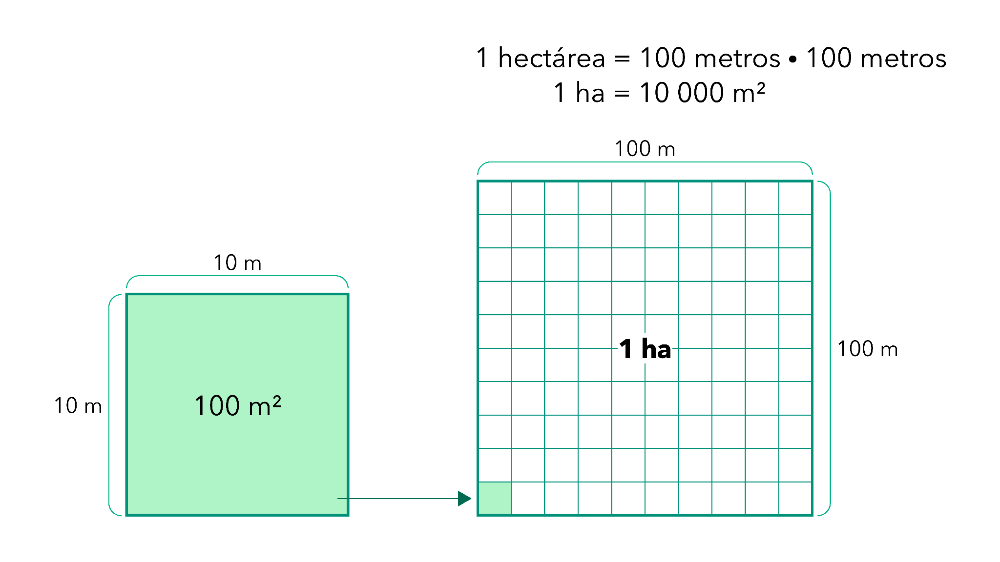 1 hectárea = 100 metros • 100 metros
1 ha = 10 000 m²
100 m
10 m
1 ha
100 m
10 m
100 m²